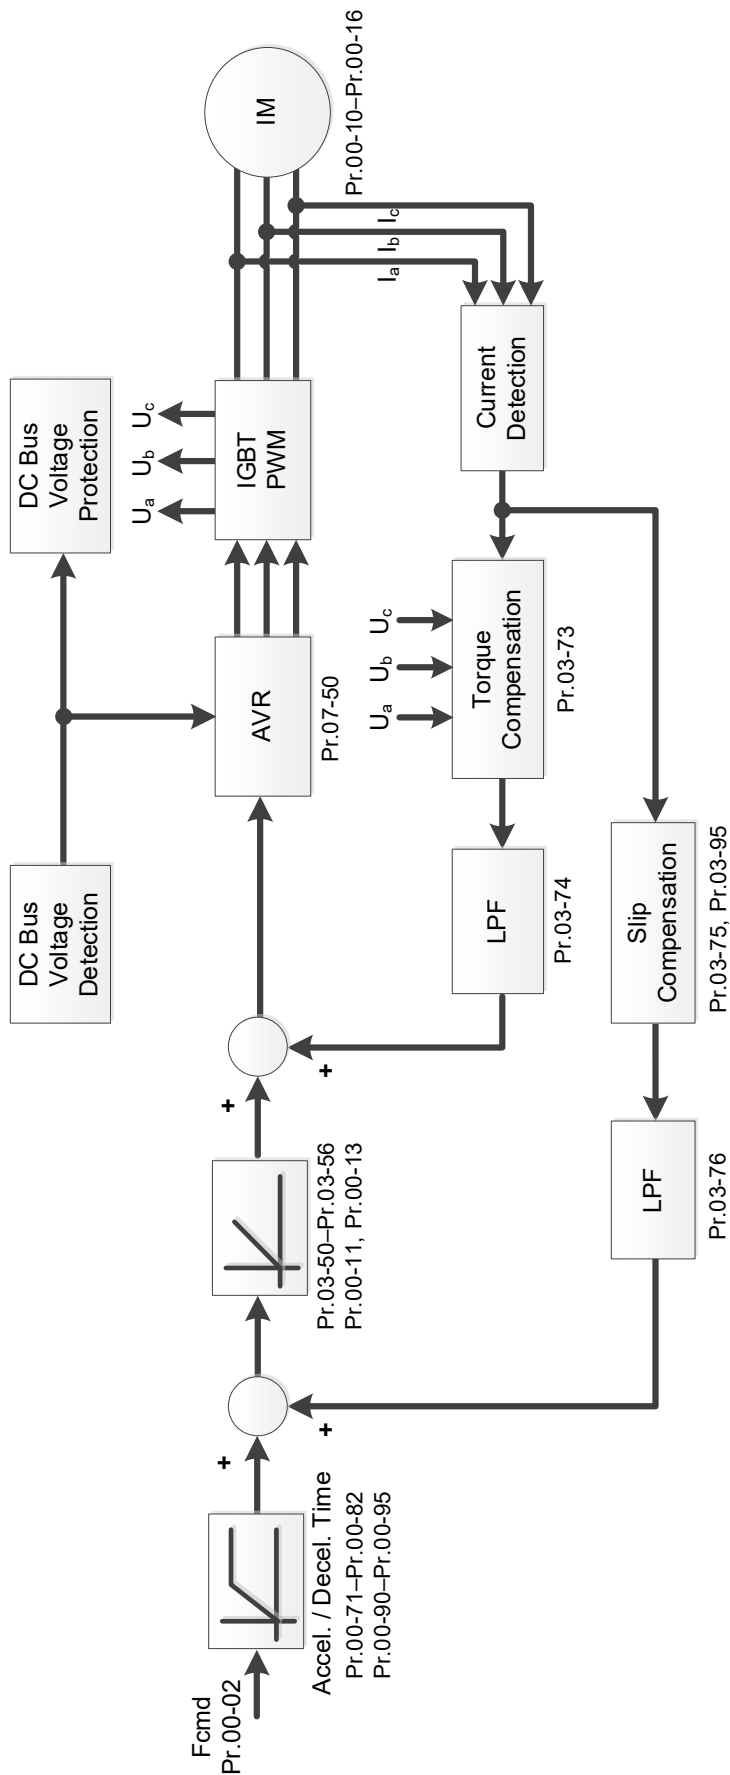 Fcmd
Pr.00-02
Accel. / Decel. Time
Pr.00-71–Pr.00-82
Pr.00-90–Pr.00-95
+
+
Pr.03-50–Pr.03-56
Pr.00-11, Pr.00-13
+
+
DC Bus
Voltage
Detection
DC Bus
Voltage
Protection
AVR
Pr.07-50
IGBT
PWM
Ua
Ub
Uc
IM
Pr.00-10–Pr.00-16
Ia
Ib
Ic
Current
Detection
Ua
Ub
Uc
Torque
Compensation
Pr.03-73
LPF
Pr.03-74
Slip
Compensation
Pr.03-75, Pr.03-95
LPF
Pr.03-76